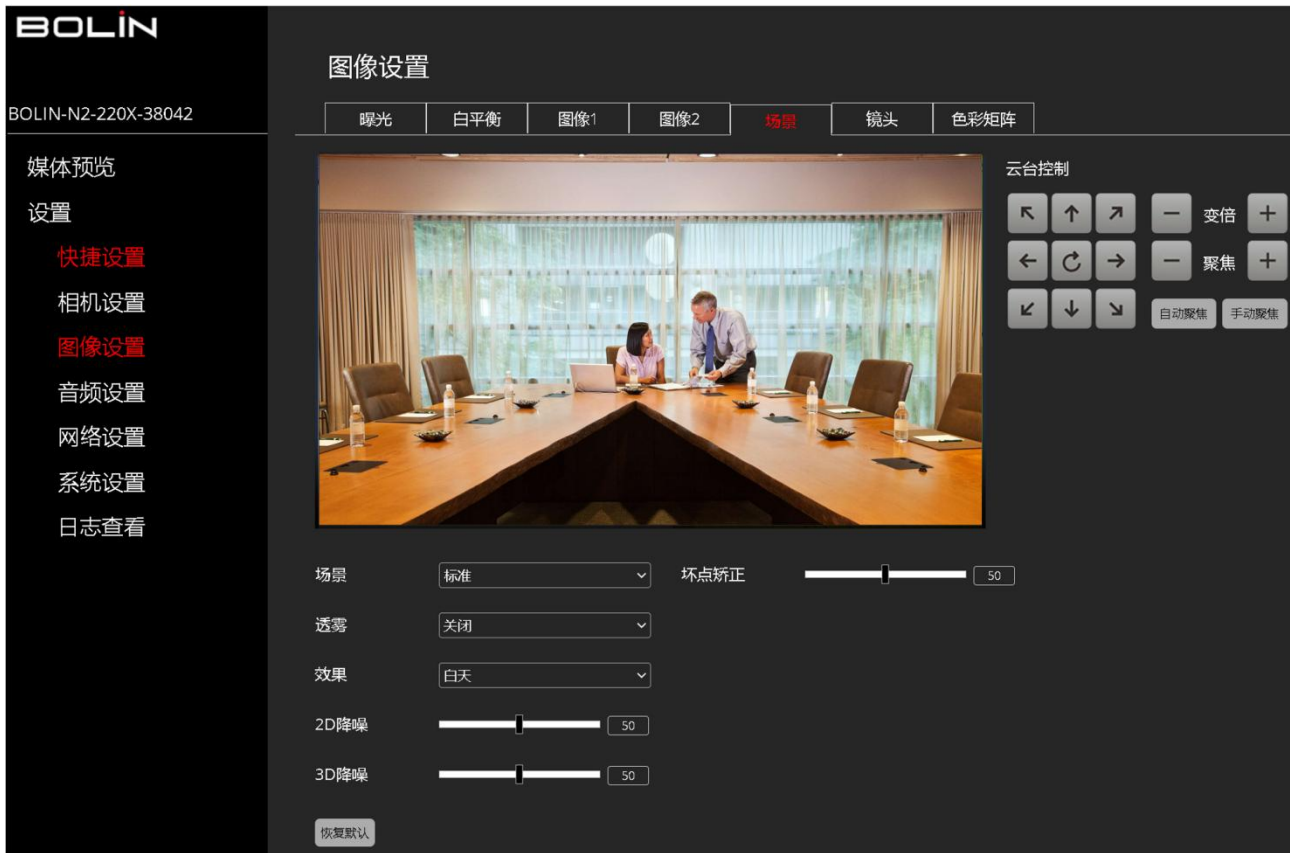 BOLIN
BOLIN-N2-220X-38042
媒体预览
设置
快捷设置
相机设置
图像设置
音频设置
网络设置
系统设置
日志查看
图像设置
曝光 白平衡 图像1 图像2 场景 镜头 色彩矩阵
云台控制
变倍
聚焦
自动聚焦 手动聚焦
场景 标准 坏点矫正 50
透雾 关闭
效果 白天
2D降噪 50
3D降噪 50
恢复默认